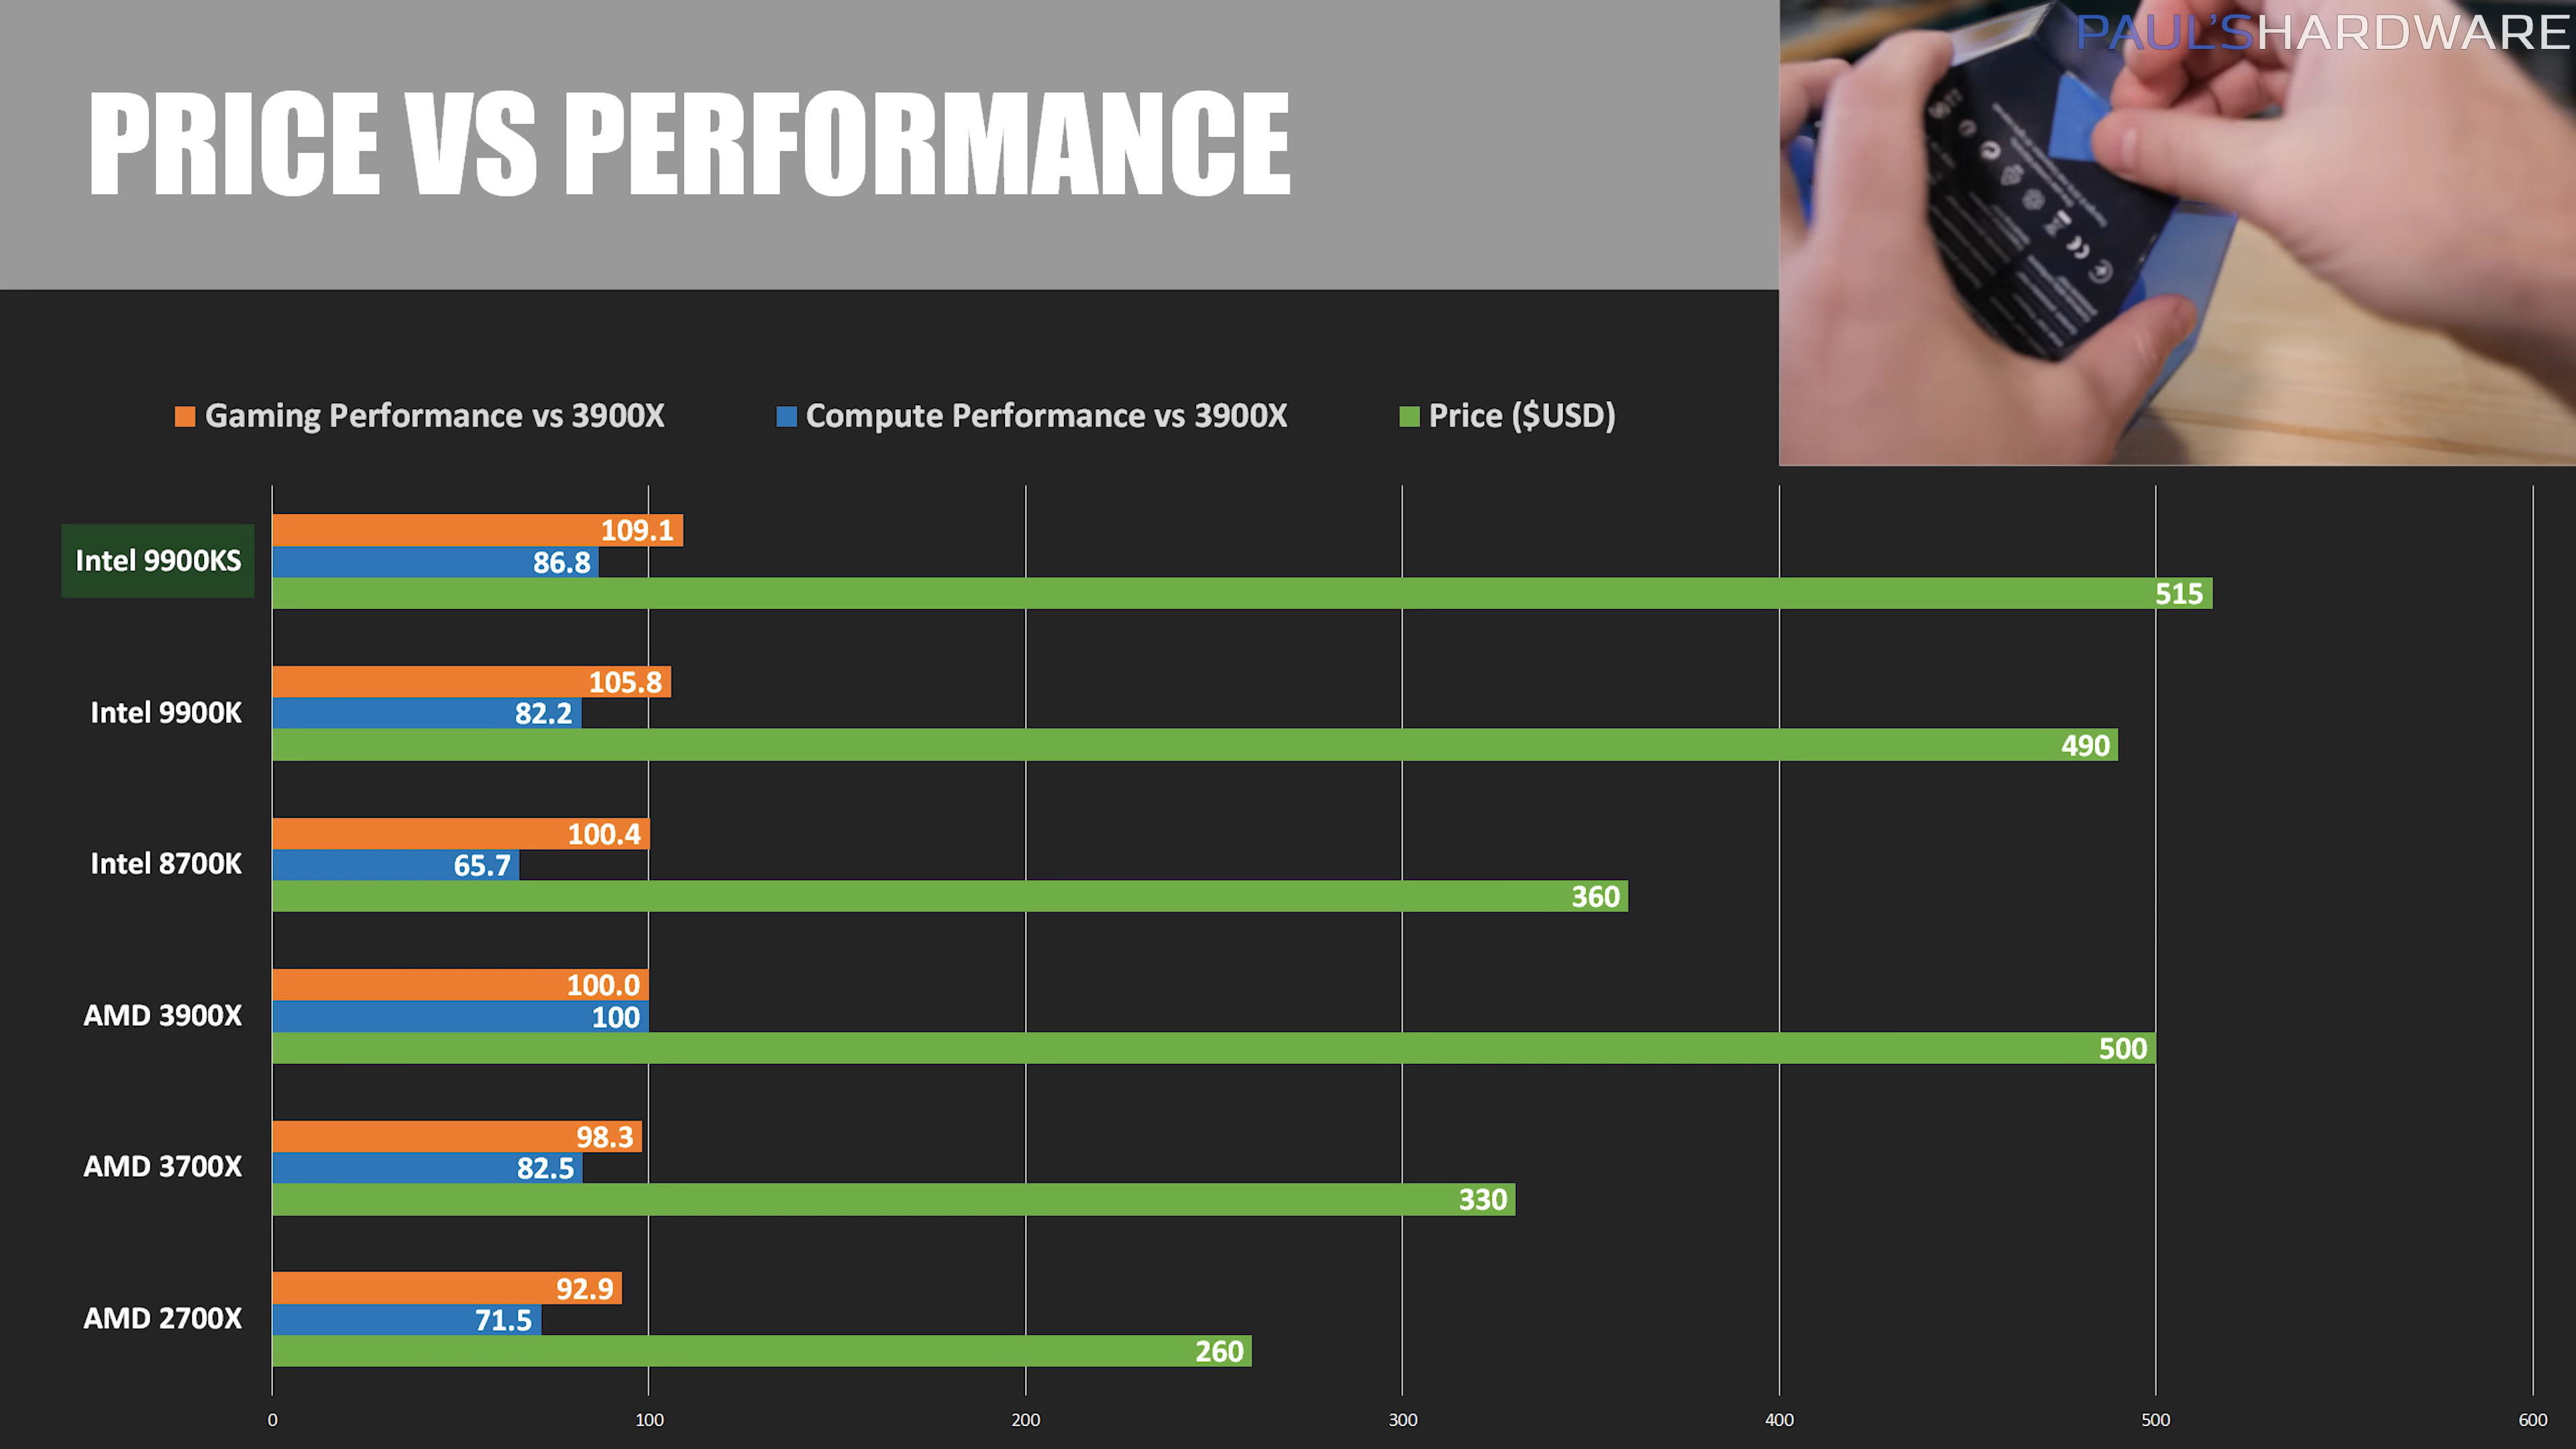 PAUL'SHARDWARE
PRICE VS PERFORMANCE
Gaming Performance vs 3900X
Compute Performance vs 3900X
Price ($USD)
Intel 9900KS
109.1
86.8
515
Intel 9900K
105.8
82.2
490
Intel 8700K
100.4
65.7
360
AMD 3900X
100.0
100
500
AMD 3700X
98.3
82.5
330
AMD 2700X
92.9
71.5
260
0 100 200 300 400 500 600